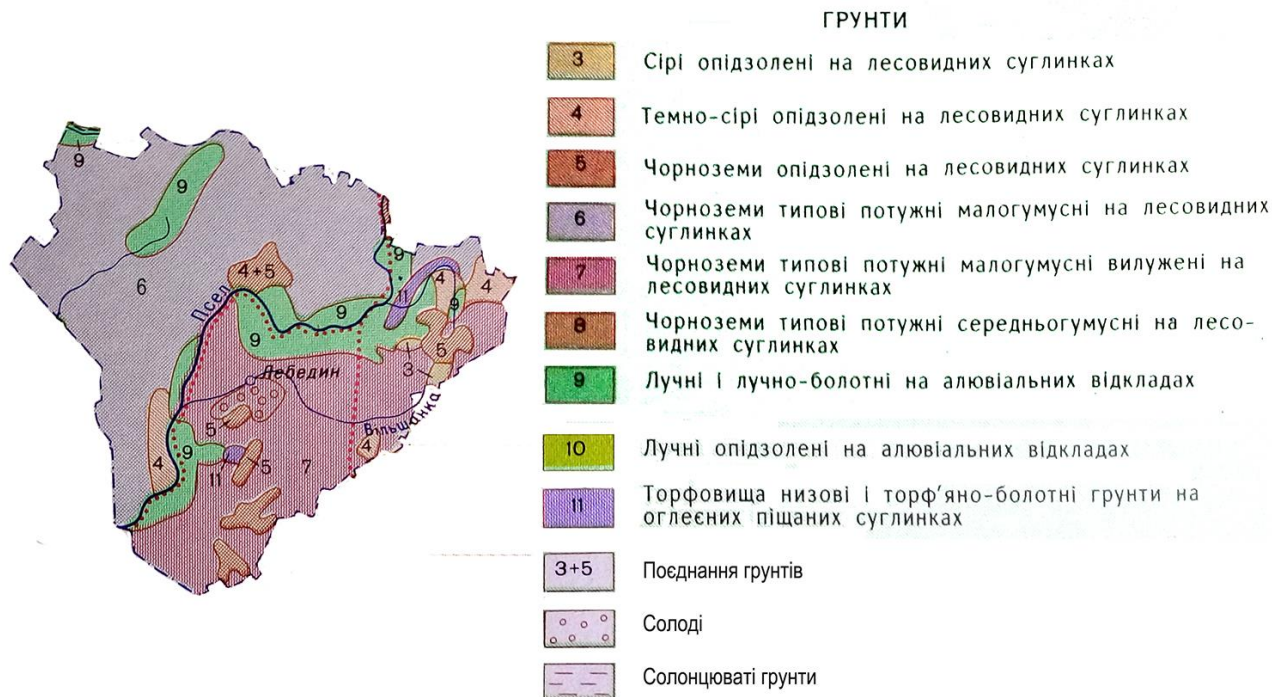 ГРУНТИ
3 Сірі опідзолені на лесовидних суглинках
4 Темно-сірі опідзолені на лесовидних суглинках
5 Чорноземи опідзолені на лесовидних суглинках
6 Чорноземи типові потужні малогумусні на лесовидних
суглинках
7 Чорноземи типові потужні малогумусні вилужені на
лесовидних суглинках
8 Чорноземи типові потужні середньогумусні на лесо-
видних суглинках
9 Лучні і лучно-болотні на алювіальних відкладах
10 Лучні опідзолені на алювіальних відкладах
11 Торфовища низові і торф'яно-болотні грунти на
оглеєних піщаних суглинках
3+5 Поєднання грунтів
Солоді
Солонцюваті грунти
9
9
6
4+5
Псел
9
9
9
11
4
9
4
5
3
Лебедин
5
Вільшанка
4
4
9
11
5
7